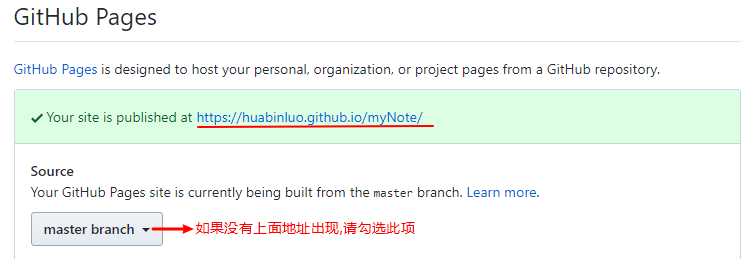 GitHub Pages
GitHub Pages is designed to host your personal, organization, or project pages from a GitHub repository.
Your site is published at https://huabinluo.github.io/myNote/
Source
Your GitHub Pages site is currently being built from the master branch. Learn more.
master branch 如果没有上面地址出现,请勾选此项